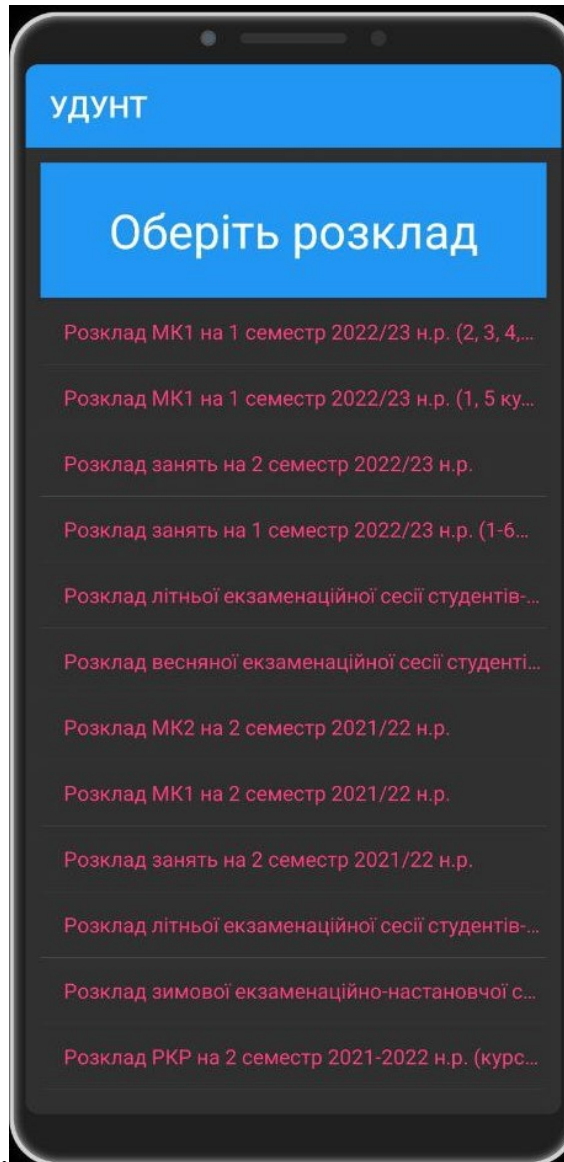 УДУНТ
Оберіть розклад
Розклад МК1 на 1 семестр 2022/23 н.р. (2, 3, 4,...
Розклад МК1 на 1 семестр 2022/23 н.р. (1, 5 ку...
Розклад занять на 2 семестр 2022/23 н.р.
Розклад занять на 1 семестр 2022/23 н.р. (1-6...
Розклад літньої екзаменаційної сесії студентів-...
Розклад весняної екзаменаційної сесії студенті...
Розклад МК2 на 2 семестр 2021/22 н.р.
Розклад МК1 на 2 семестр 2021/22 н.р.
Розклад занять на 2 семестр 2021/22 н.р.
Розклад літньої екзаменаційної сесії студентів-...
Розклад зимової екзаменаційно-настановчої с...
Розклад РКР на 2 семестр 2021-2022 н.р. (курс...